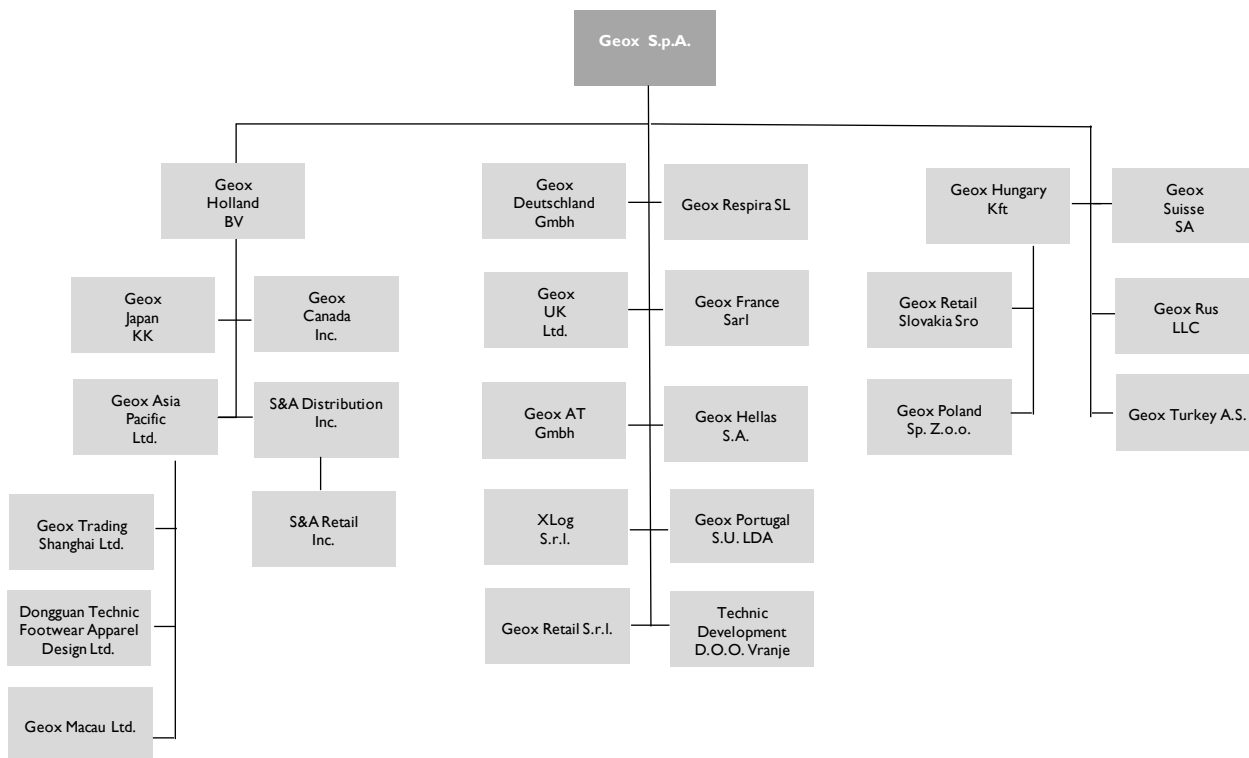 Geox S.p.A.
Geox
Holland
BV
Geox
Japan
KK
Geox
Canada
Inc.
Geox Asia
Pacific
Ltd.
S&A Distribution
Inc.
S&A Retail
Inc.
Geox Trading
Shanghai Ltd.
Dongguan Technic
Footwear Apparel
Design Ltd.
Geox Macau Ltd.
Geox
Deutschland
Gmbh
Geox Respira SL
Geox
UK
Ltd.
Geox France
Sarl
Geox AT
Gmbh
Geox Hellas
S.A.
XLog
S.r.l.
Geox Portugal
S.U. LDA
Geox Retail S.r.l.
Technic
Development
D.O.O. Vranje
Geox Hungary
Kft
Geox
Suisse
SA
Geox Retail
Slovakia Sro
Geox Rus
LLC
Geox Poland
Sp. Z.o.o.
Geox Turkey A.S.